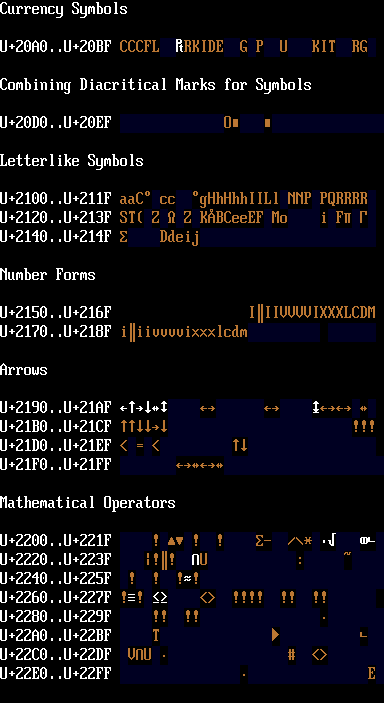 Currency Symbols
U+20A0..U+20BF CCCFL  ₧RKIDE  G P  U   KIT  RG
Combining Diacritical Marks for Symbols
U+20D0..U+20EF O■   ■
Letterlike Symbols
U+2100..U+211F aaC° cc  °gHhHhhIILl NNP PQRRRR
U+2120..U+213F ST( Z Ω Z KÅBCeeEF Mo    i Fπ Γ
U+2140..U+214F Σ    Ddeij
Number Forms
U+2150..U+216F I║IIVVVVIXXXLCDM
U+2170..U+218F i║iivvvvixxxlcdm
Arrows
U+2190..U+21AF ←↑→↓↔↕    ↔      ↔     ↨↔↔ ↔
U+21B0..U+21CF ↑↑↓↓→↓ !!!
U+21D0..U+21EF < = <         ↑↓
U+21F0..U+21FF ↔↔↔
Mathematical Operators
U+2200..U+221F ! ▲▼ !  !    Σ-  /\* ·√   ∞∟
U+2220..U+223F ¦!║!  ∩U           :     ~
U+2240..U+225F !  !  !≈!
U+2260..U+227F !≡! ≤≥    <>  !!!!  !!  !!
U+2280..U+229F !!  !!               ·
U+22A0..U+22BF T              ►          ∟
U+22C0..U+22DF V∩U ·               #  <>
U+22E0..U+22FF ·               E